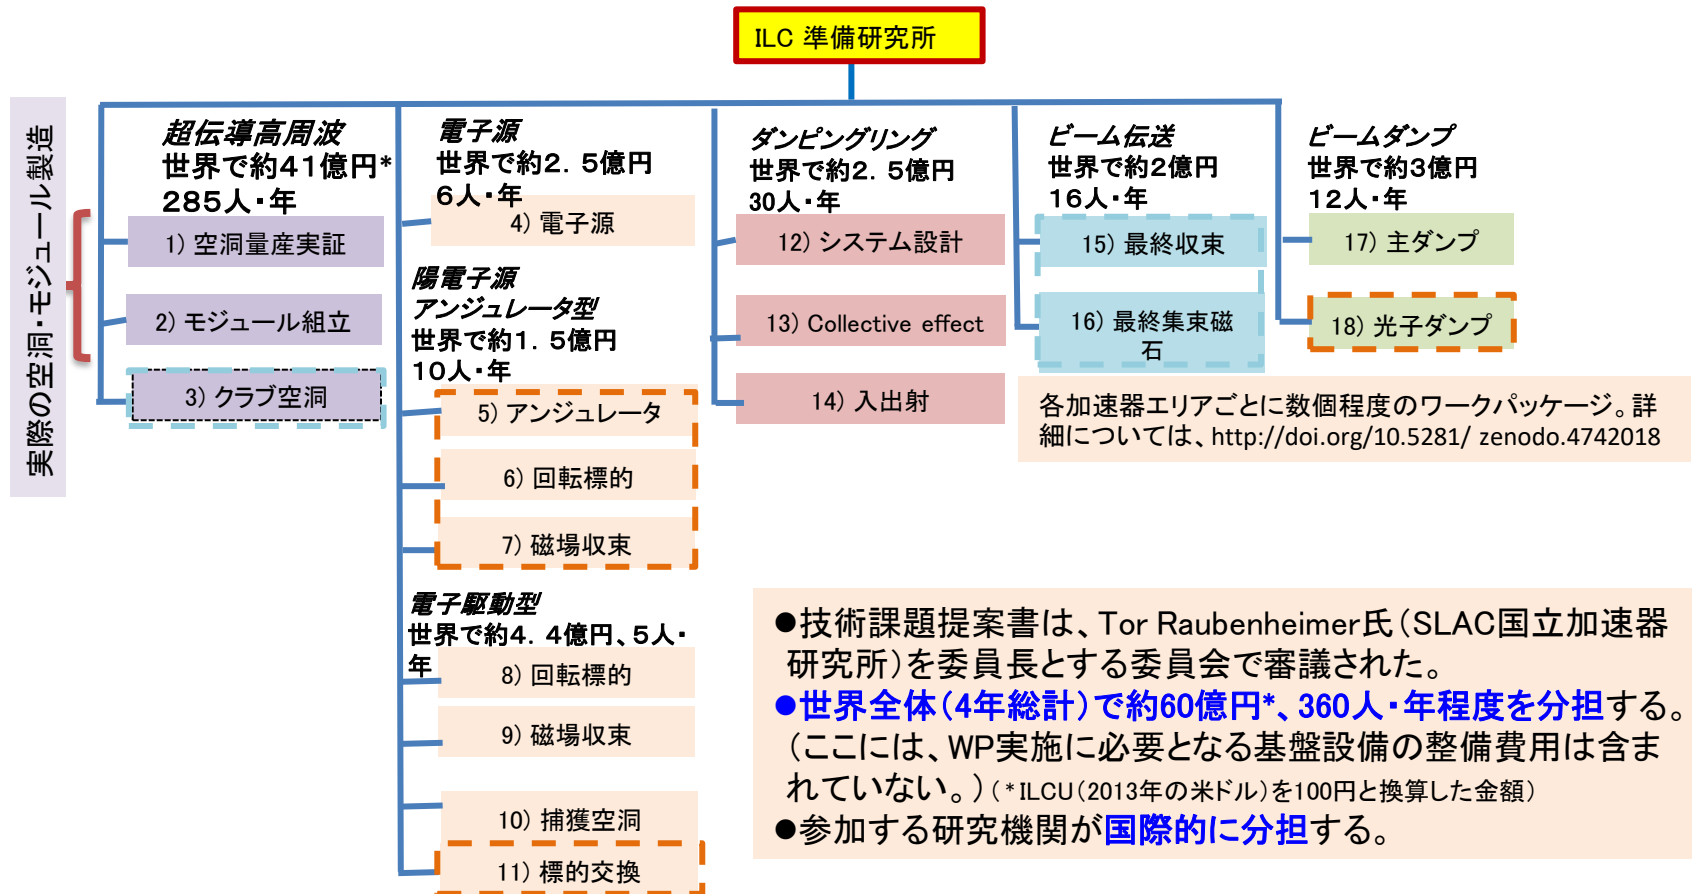 ILC 準備研究所
実際の空洞・モジュール製造
超伝導高周波
世界で約41億円*
285人・年
1) 空洞量産実証
2) モジュール組立
3) クラブ空洞
電子源
世界で約2．5億円
6人・年
4) 電子源
陽電子源
アンジュレータ型
世界で約1．5億円
10人・年
5) アンジュレータ
6) 回転標的
7) 磁場収束
電子駆動型
世界で約4．4億円、5人・
年
8) 回転標的
9) 磁場収束
10) 捕獲空洞
11) 標的交換
ダンピングリング
世界で約2．5億円
30人・年
12) システム設計
13) Collective effect
14) 入出射
ビーム伝送
世界で約2億円
16人・年
15) 最終収束
16) 最終集束磁
石
ビームダンプ
世界で約3億円
12人・年
17) 主ダンプ
18) 光子ダンプ
各加速器エリアごとに数個程度のワークパッケージ。詳
細については、http://doi.org/10.5281/ zenodo.4742018
●技術課題提案書は、Tor Raubenheimer氏（SLAC国立加速器
研究所）を委員長とする委員会で審議された。
●世界全体（4年総計）で約60億円*、360人・年程度を分担する。
（ここには、WP実施に必要となる基盤設備の整備費用は含ま
れていない。）（*ILCU（2013年の米ドル）を100円と換算した金額）
●参加する研究機関が国際的に分担する。